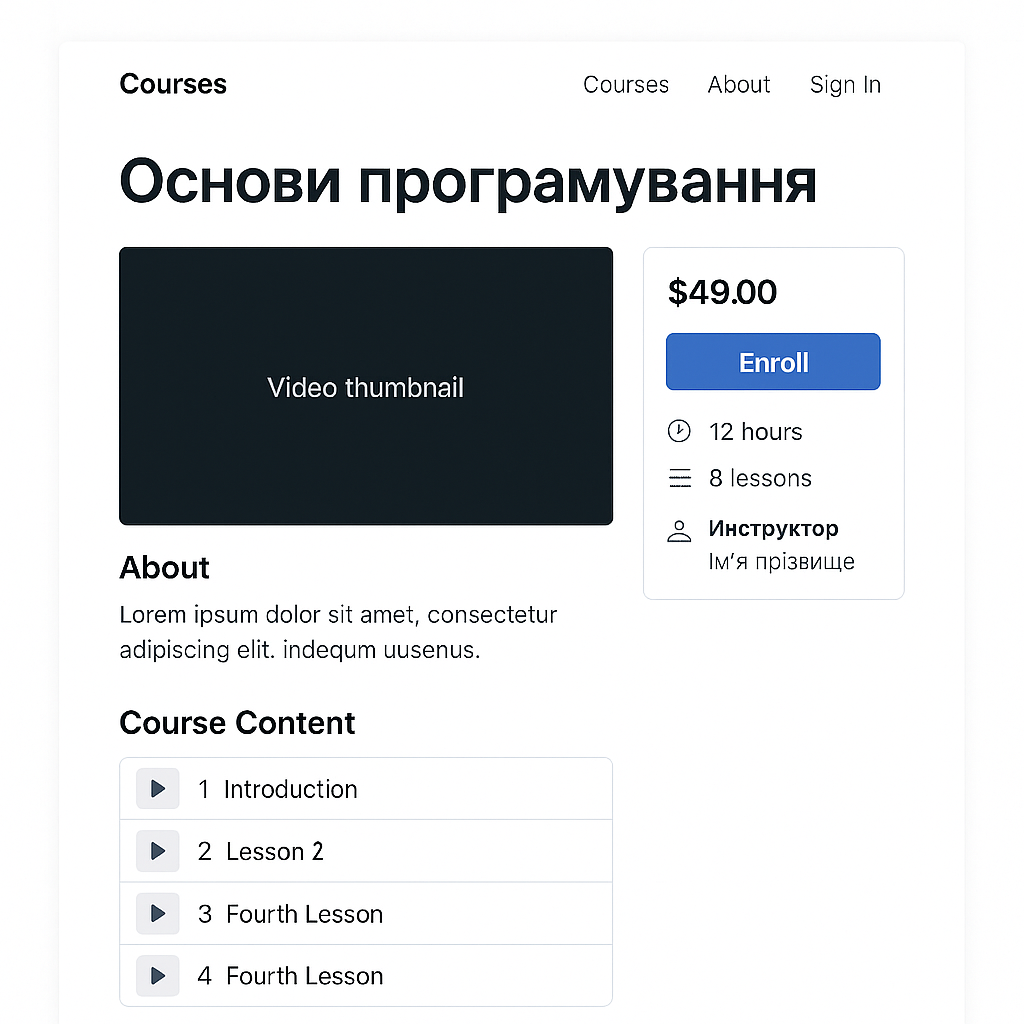 Courses
Courses About Sign In
Основи програмування
Video thumbnail
$49.00
Enroll
12 hours
8 lessons
Инструктор
Ім’я прізвище
About
Lorem ipsum dolor sit amet, consectetur
adipiscing elit. indequm uusenus.
Course Content
1 Introduction
2 Lesson 2
3 Fourth Lesson
4 Fourth Lesson